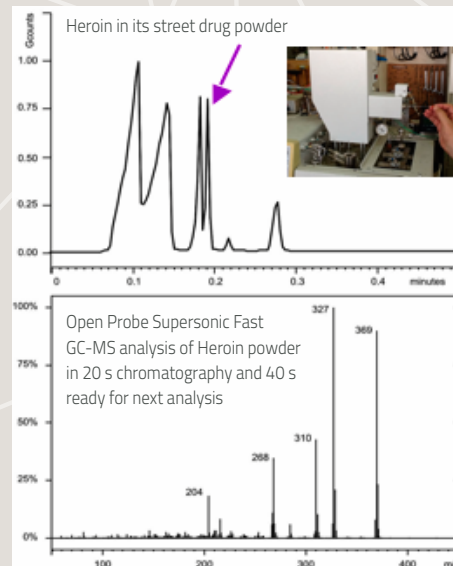 Heroin in its street drug powder
Gcounts
1.00
0.75
0.50
0.25
0.00
0 0.1 0.2 0.3 0.4 minutes
100%
75%
50%
25%
0%
Open Probe Supersonic Fast
GC-MS analysis of Heroin powder
in 20 s chromatography and 40 s
ready for next analysis
327
369
310
268
204
100 200 300 400